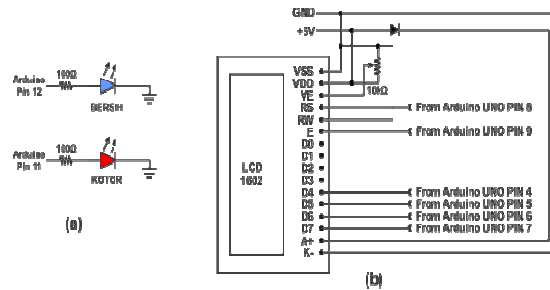 Arduino
Pin 12
100Ω
BERSIH
Arduino
Pin 11
100Ω
KOTOR
(a)
GND
+5V
10kΩ
LCD
1602
VSS
VDD
VE
RS
RW
E
D0
D1
D2
D3
D4
D5
D6
D7
A+
K-
From Arduino UNO PIN 8
From Arduino UNO PIN 9
From Arduino UNO PIN 4
From Arduino UNO PIN 5
From Arduino UNO PIN 6
From Arduino UNO PIN 7
(b)